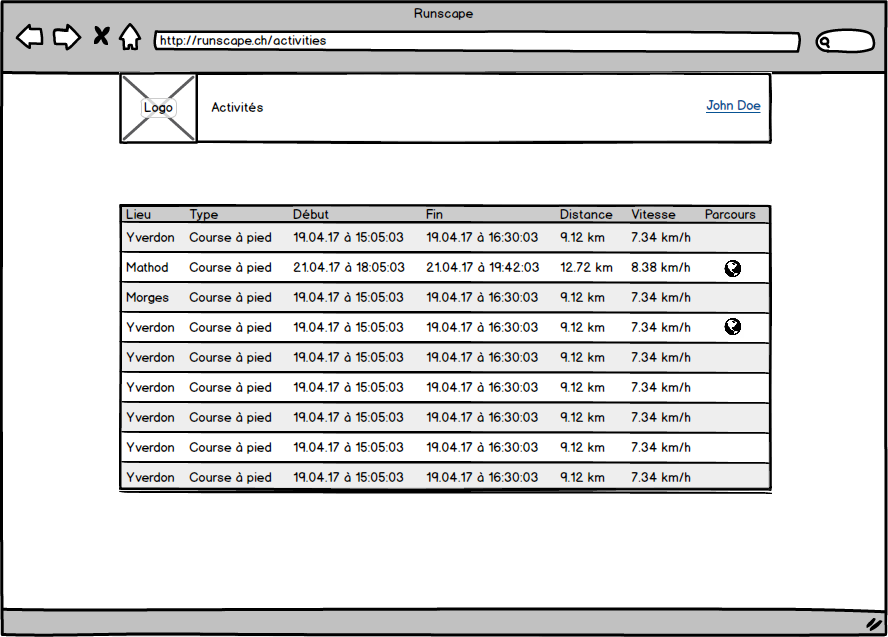 Runscape
http://runscape.ch/activities
Logo Activités John Doe
Lieu Type Début Fin Distance Vitesse Parcours
Yverdon Course à pied 19.04.17 à 15:05:03 19.04.17 à 16:30:03 9.12 km 7.34 km/h
Mathod Course à pied 21.04.17 à 18:05:03 21.04.17 à 19:42:03 12.72 km 8.38 km/h
Morges Course à pied 19.04.17 à 15:05:03 19.04.17 à 16:30:03 9.12 km 7.34 km/h
Yverdon Course à pied 19.04.17 à 15:05:03 19.04.17 à 16:30:03 9.12 km 7.34 km/h
Yverdon Course à pied 19.04.17 à 15:05:03 19.04.17 à 16:30:03 9.12 km 7.34 km/h
Yverdon Course à pied 19.04.17 à 15:05:03 19.04.17 à 16:30:03 9.12 km 7.34 km/h
Yverdon Course à pied 19.04.17 à 15:05:03 19.04.17 à 16:30:03 9.12 km 7.34 km/h
Yverdon Course à pied 19.04.17 à 15:05:03 19.04.17 à 16:30:03 9.12 km 7.34 km/h
Yverdon Course à pied 19.04.17 à 15:05:03 19.04.17 à 16:30:03 9.12 km 7.34 km/h